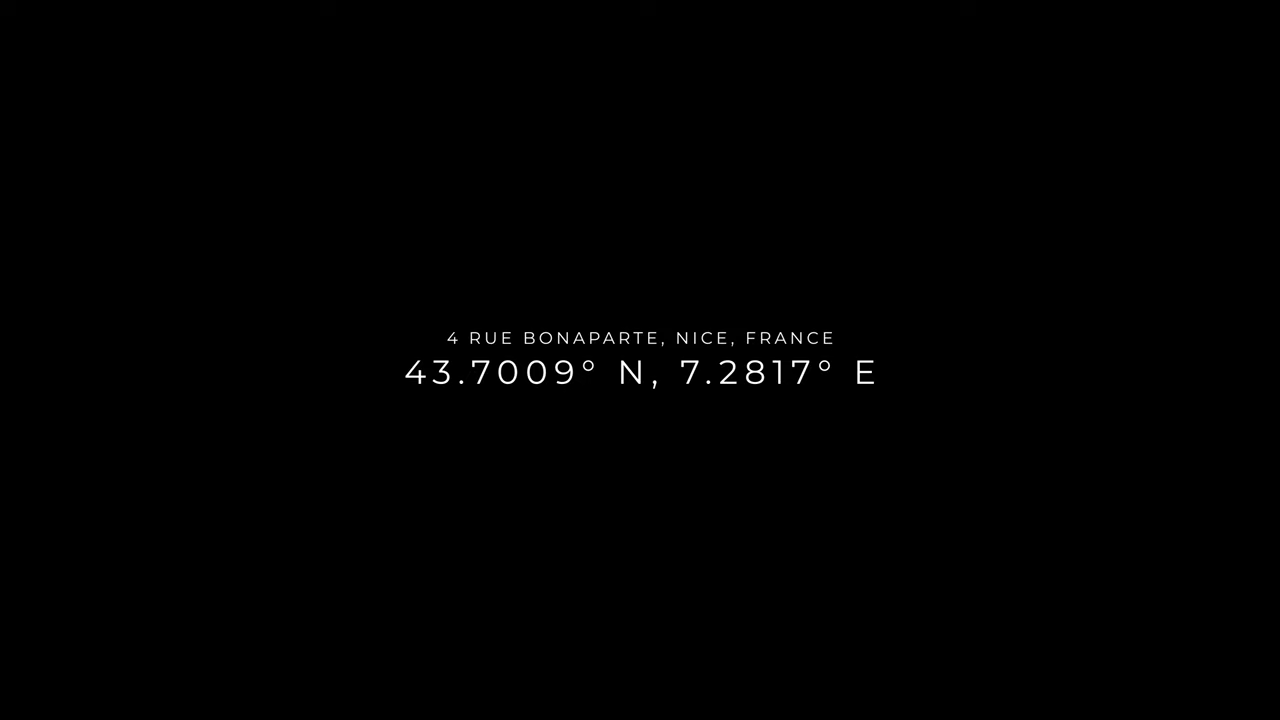 4 RUE BONAPARTE, NICE, FRANCE
43.7009° N, 7.2817° E